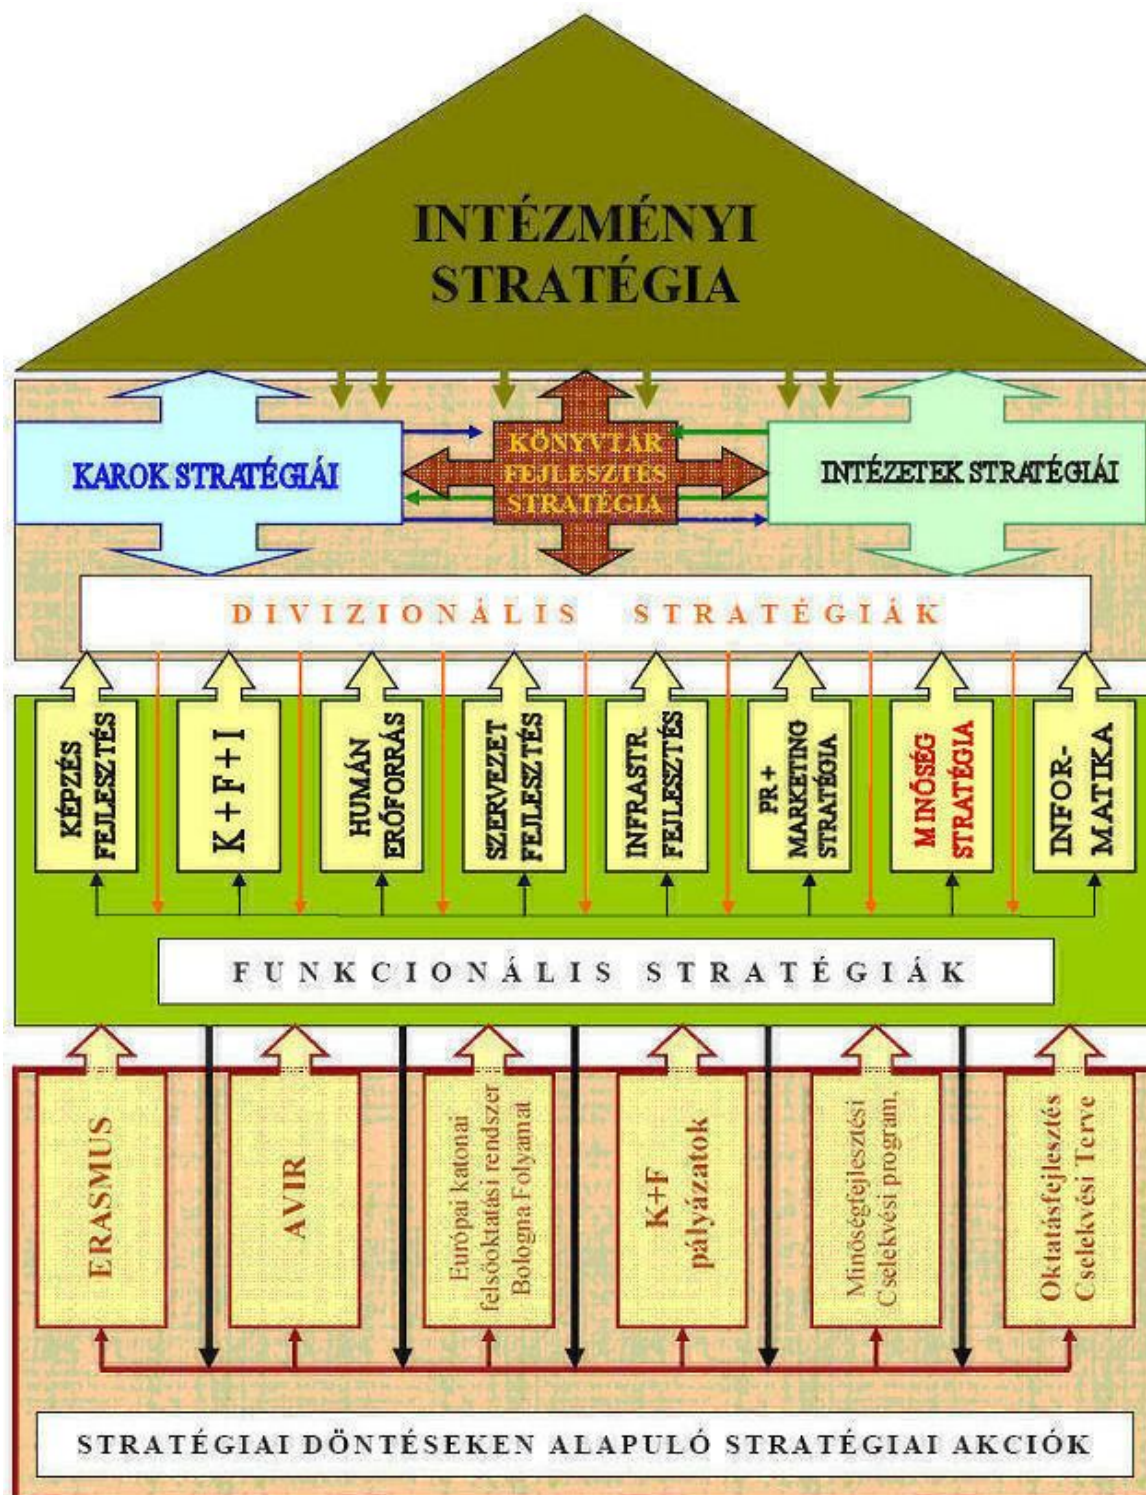 INTÉZMÉNYI
STRATÉGIA
KAROK STRATÉGIÁI
KÖNYVTÁR
FEJLESZTÉS
STRATÉGIA
INTÉZETEK STRATÉGIÁI
DIVIZIONÁLIS STRATÉGIÁK
KÉPZÉS
FEJLESZTÉS
K+F+I
HUMÁN
ERŐFORRÁS
SZERVEZET
FEJLESZTÉS
INFRASTR
FEJLESZTÉS
PR +
MARKETING
STRATÉGIA
MINŐSÉG
STRATÉGIA
INFOR-
MATIKA
FUNKCIONÁLIS STRATÉGIÁK
ERASMUS
AVIR
Európai katonai
felsőoktatási rendszer
Bologna Folyamat
K+F
pályázatok
Minőségfejlesztési
Cselekvési program,
Oktatásfejlesztés
Cselekvési Terve
STRATÉGIAI DÖNTÉSEKEN ALAPULÓ STRATÉGIAI AKCIÓK